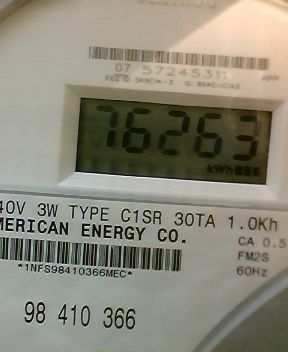 07 57245311
76263
kWh
40V 3W TYPE C1SR 30TA 1.0Kh
MERICAN ENERGY CO.
CA 0.5
*1NFS98410366MEC*
FM2S
60Hz
98 410 366